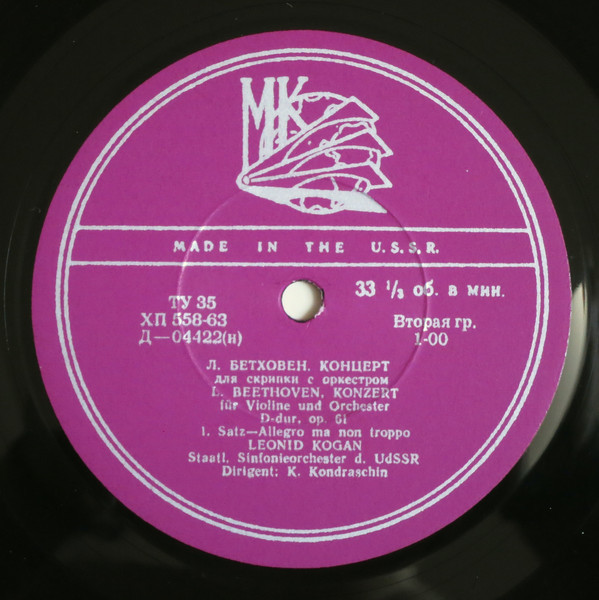 МК
MADE IN THE U.S.S.R.
ТУ 35
ХП 558-63
Д—04422(н)
33 1/3 об. в мин.
Вторая гр.
1-00
Л. БЕТХОВЕН, КОНЦЕРТ
для скрипки с оркестром
L. BEETHOVEN, KONZERT
für Violine und Orchester
D-dur, op. 61
1. Satz—Allegro ma non troppo
LEONID KOGAN
Staatl. Sinfonieorchester d. UdSSR
Dirigent: K. Kondraschin